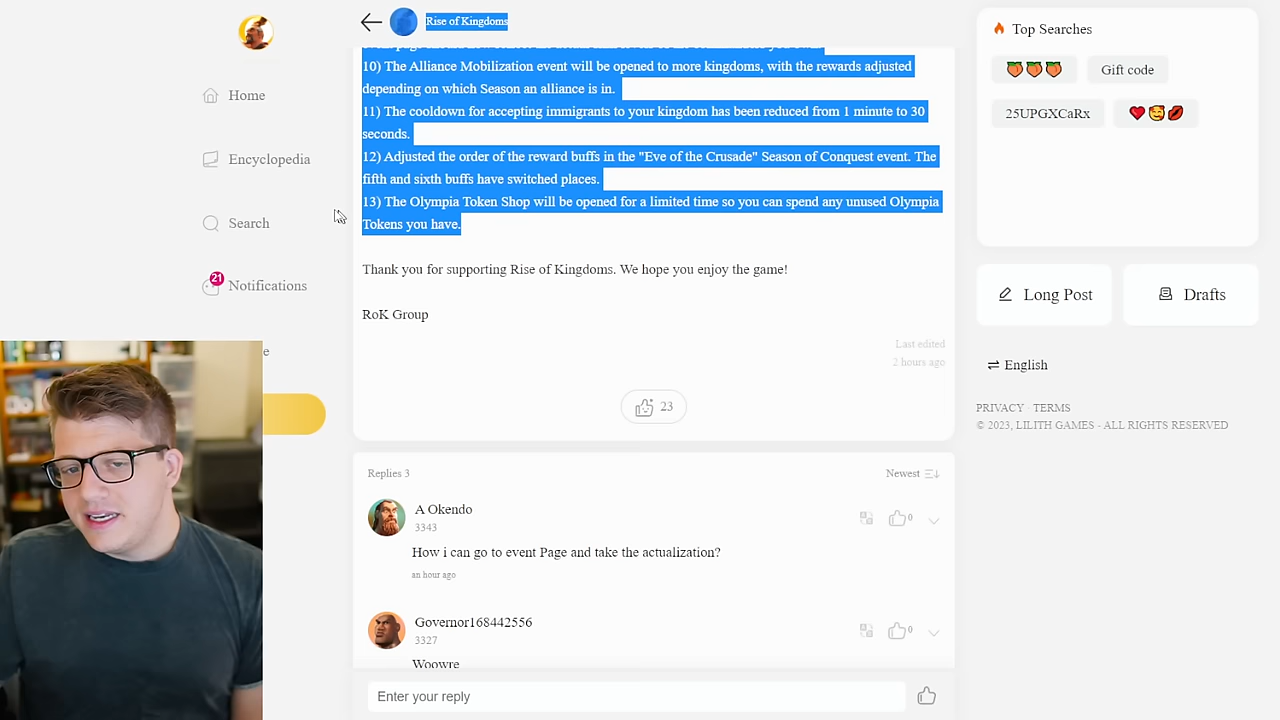 Rise of Kingdoms
10) The Alliance Mobilization event will be opened to more kingdoms, with the rewards adjusted
depending on which Season an alliance is in.
11) The cooldown for accepting immigrants to your kingdom has been reduced from 1 minute to 30
seconds.
12) Adjusted the order of the reward buffs in the "Eve of the Crusade" Season of Conquest event. The
fifth and sixth buffs have switched places.
13) The Olympia Token Shop will be opened for a limited time so you can spend any unused Olympia
Tokens you have.
Thank you for supporting Rise of Kingdoms. We hope you enjoy the game!
RoK Group
Last edited
2 hours ago
23
Replies 3
Newest
A Okendo
3343
0
How i can go to event Page and take the actualization?
an hour ago
Governor168442556
3327
0
Woowre
Enter your reply
Home
Encyclopedia
Search
21
Notifications
Top Searches
🍑🍑🍑
Gift code
25UPGXCaRx
❤️🥰💋
Long Post
Drafts
English
PRIVACY · TERMS
© 2023, LILITH GAMES - ALL RIGHTS RESERVED